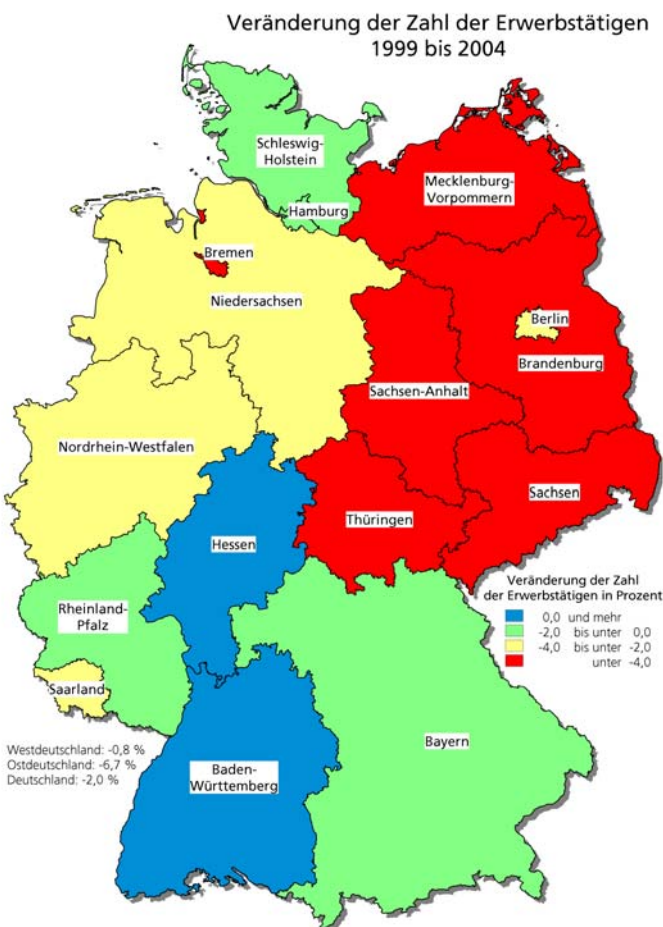 Veränderung der Zahl der Erwerbstätigen
1999 bis 2004
Schleswig-
Holstein
Mecklenburg-
Vorpommern
Hamburg
Bremen
Niedersachsen
Berlin
Brandenburg
Sachsen-Anhalt
Nordrhein-Westfalen
Sachsen
Thüringen
Hessen
Rheinland-
Pfalz
Saarland
Bayern
Baden-
Württemberg
Veränderung der Zahl
der Erwerbstätigen in Prozent
0,0 und mehr
-2,0 bis unter 0,0
-4,0 bis unter -2,0
unter -4,0
Westdeutschland: -0,8 %
Ostdeutschland: -6,7 %
Deutschland: -2,0 %